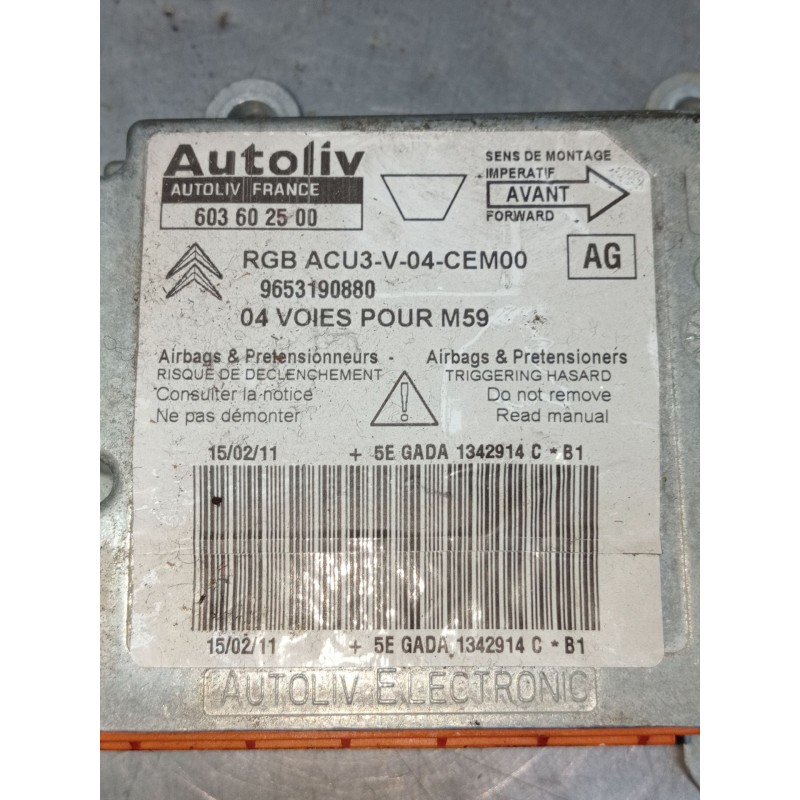 Autoliv
AUTOLIV FRANCE
603 60 25 00
SENS DE MONTAGE
IMPERATIF
AVANT
FORWARD
RGB ACU3-V-04-CEM00
AG
9653190880
04 VOIES POUR M59
Airbags & Pretensionneurs - Airbags & Pretensioners
RISQUE DE DECLENCHEMENT TRIGGERING HASARD
Consulter la notice Do not remove
Ne pas démonter ! Read manual
15/02/11 + 5E GADA 1342914 C * B1
15/02/11 + 5E GADA 1342914 C * B1
AUTOLIV ELECTRONIC